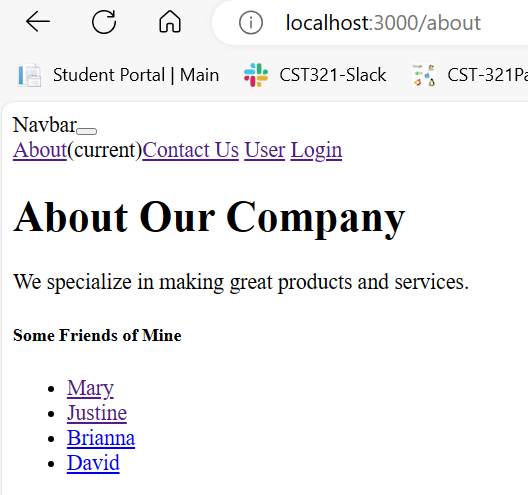 localhost:3000/about
Student Portal | Main CST321-Slack CST-321Pa
Navbar
About(current)Contact Us User Login
About Our Company
We specialize in making great products and services.
Some Friends of Mine
Mary
Justine
Brianna
David